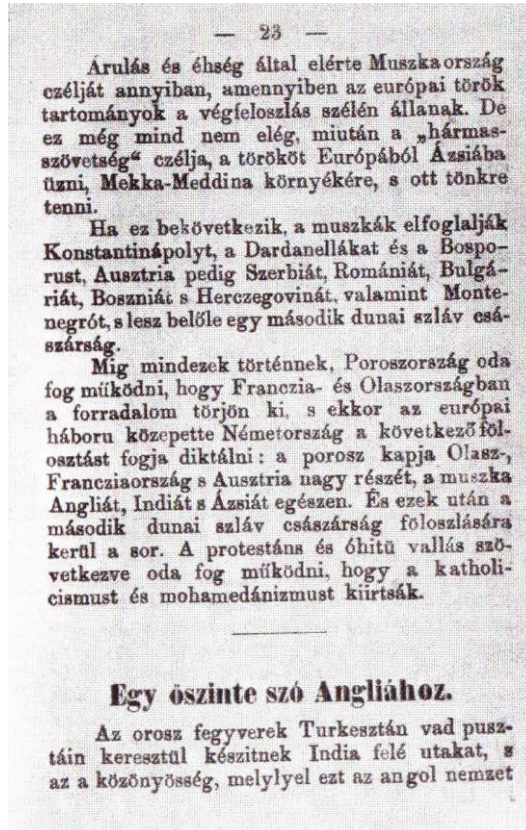 — 23 —
Árulás és éhség által elérte Muszkaország
czélját annyiban, amennyiben az európai török
tartományok a végfeloszlás szélén állanak. De
ez még mind nem elég, miután a „hármas-
szövetség“ czélja, a törököt Európából Ázsiába
űzni, Mekka-Meddina környékére, s ott tönkre
tenni.
Ha ez bekövetkezik, a muszkák elfoglalják
Konstantinápolyt, a Dardanellákat és a Bospo-
rust, Ausztria pedig Szerbiát, Romániát, Bulgá-
riát, Boszniát s Herczegovinát, valamint Monte-
negrót, s lesz belőle egy második dunai szláv csá-
szárság.
Mig mindezek történnek, Poroszország oda
fog működni, hogy Franczia- és Olaszországban
a forradalom törjön ki, s ekkor az európai
háboru közepette Németország a következő föl-
osztást fogja diktálni: a porosz kapja Olasz-,
Francziaország s Ausztria nagy részét, a muszka
Angliát, Indiát s Ázsiát egészen. És ezek után a
második dunai szláv császárság föloszlására
kerül a sor. A protestáns és óhitü vallás szö-
vetkezve oda fog működni, hogy a katholi-
cismust és mohamedánizmust kiirtsák.
Egy öszinte szó Angliához.
Az orosz fegyverek Turkesztán vad pusz-
táin keresztül készitnek India felé utakat, s
az a közönyösség, melylyel ezt az angol nemzet